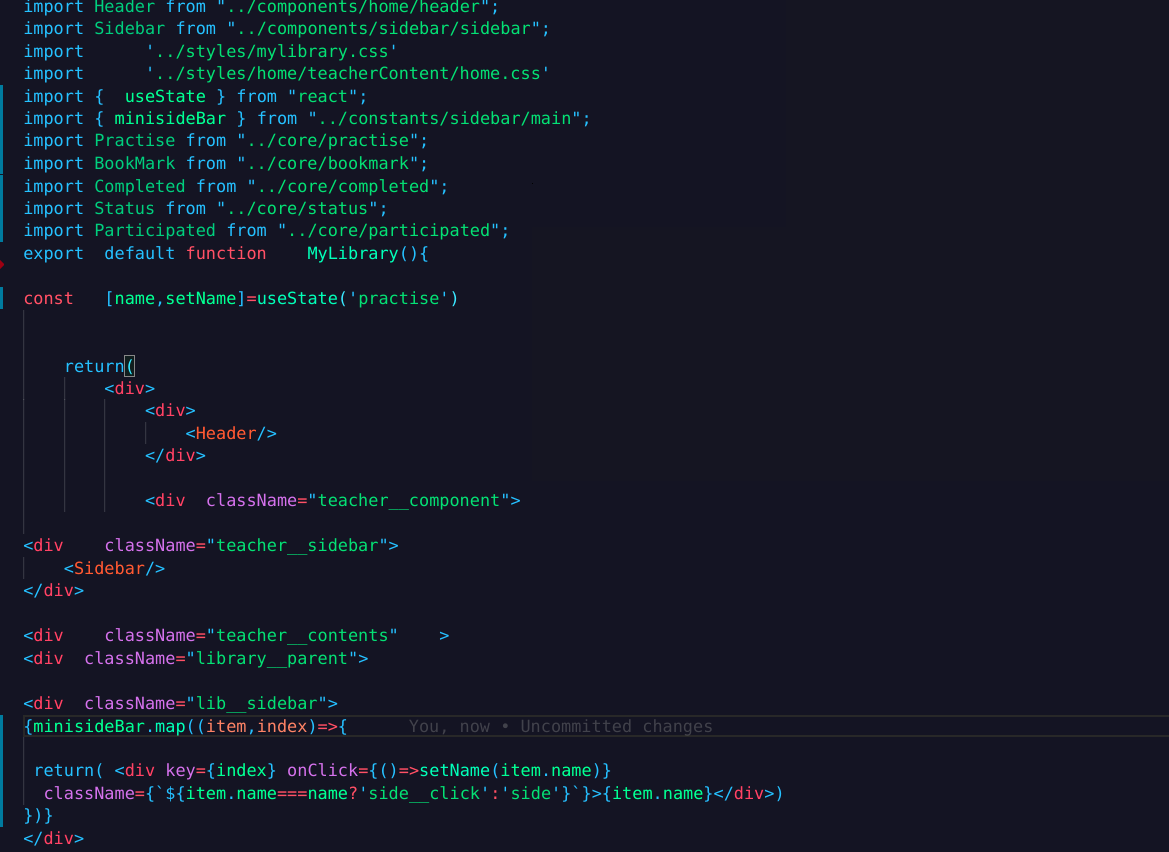 import Header from "../components/home/header";
import Sidebar from "../components/sidebar/sidebar";
import      '../styles/mylibrary.css'
import      '../styles/home/teacherContent/home.css'
import {  useState } from "react";
import { minisideBar } from "../constants/sidebar/main";
import Practise from "../core/practise";
import BookMark from "../core/bookmark";
import Completed from "../core/completed";
import Status from "../core/status";
import Participated from "../core/participated";
export  default function    MyLibrary(){
const   [name,setName]=useState('practise')
    return(
        <div>
            <div>
                <Header/>
            </div>
            <div  className="teacher__component">
<div    className="teacher__sidebar">
    <Sidebar/>
</div>
<div    className="teacher__contents"    >
<div  className="library__parent">
<div  className="lib__sidebar">
{minisideBar.map((item,index)=>{      You, now • Uncommitted changes
 return( <div key={index} onClick={()=>setName(item.name)}
  className={`${item.name===name?'side__click':'side'}`}>{item.name}</div>)
})}
</div>